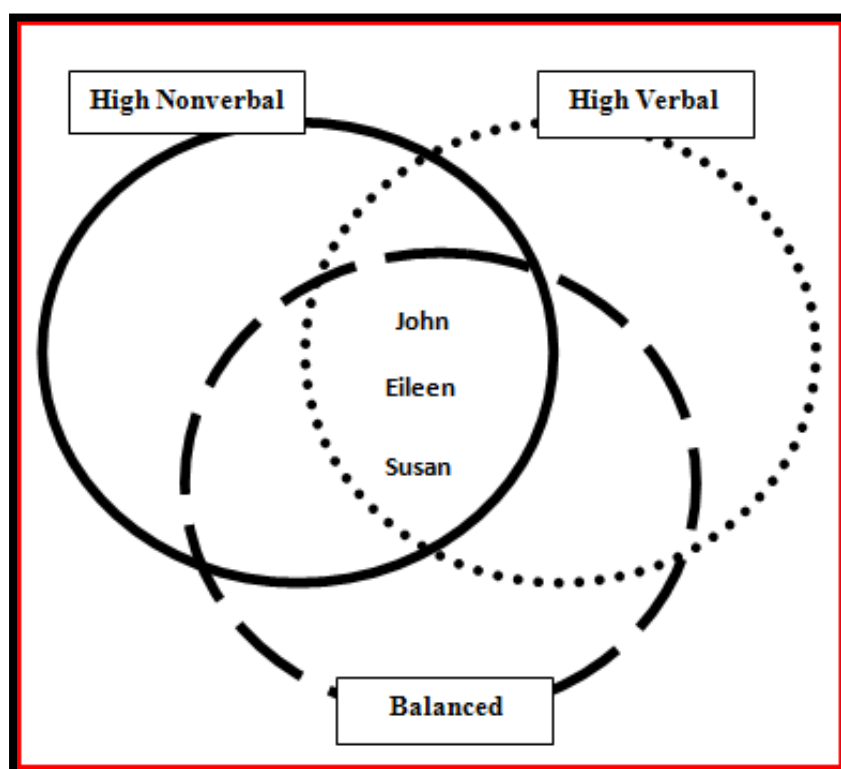 High Nonverbal
High Verbal
John
Eileen
Susan
Balanced